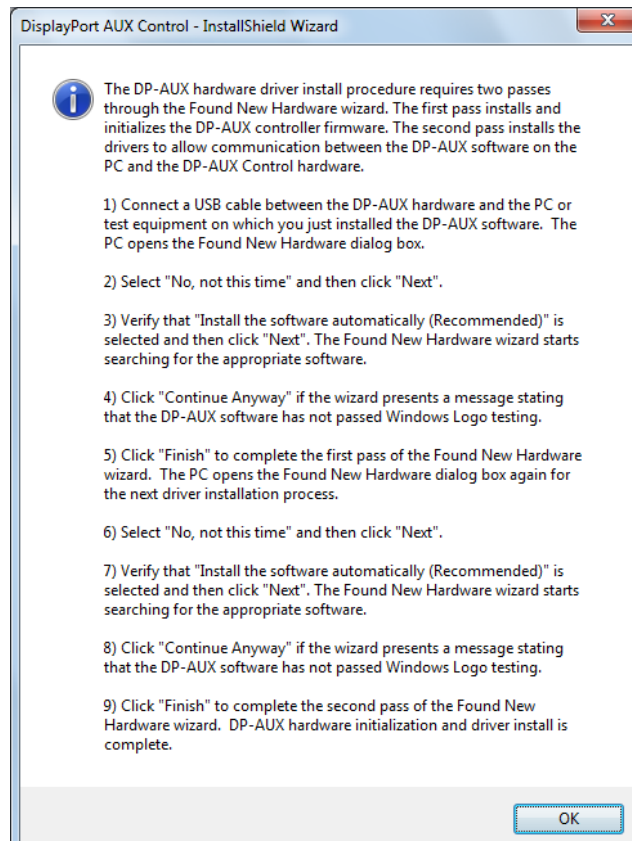 DisplayPort AUX Control - InstallShield Wizard
The DP-AUX hardware driver install procedure requires two passes
through the Found New Hardware wizard. The first pass installs and
initializes the DP-AUX controller firmware. The second pass installs the
drivers to allow communication between the DP-AUX software on the
PC and the DP-AUX Control hardware.
1) Connect a USB cable between the DP-AUX hardware and the PC or
test equipment on which you just installed the DP-AUX software.  The
PC opens the Found New Hardware dialog box.
2) Select "No, not this time" and then click "Next".
3) Verify that "Install the software automatically (Recommended)" is
selected and then click "Next". The Found New Hardware wizard starts
searching for the appropriate software.
4) Click "Continue Anyway" if the wizard presents a message stating
that the DP-AUX software has not passed Windows Logo testing.
5) Click "Finish" to complete the first pass of the Found New Hardware
wizard.  The PC opens the Found New Hardware dialog box again for
the next driver installation process.
6) Select "No, not this time" and then click "Next".
7) Verify that "Install the software automatically (Recommended)" is
selected and then click "Next". The Found New Hardware wizard starts
searching for the appropriate software.
8) Click "Continue Anyway" if the wizard presents a message stating
that the DP-AUX software has not passed Windows Logo testing.
9) Click "Finish" to complete the second pass of the Found New
Hardware wizard.  DP-AUX hardware initialization and driver install is
complete.
OK